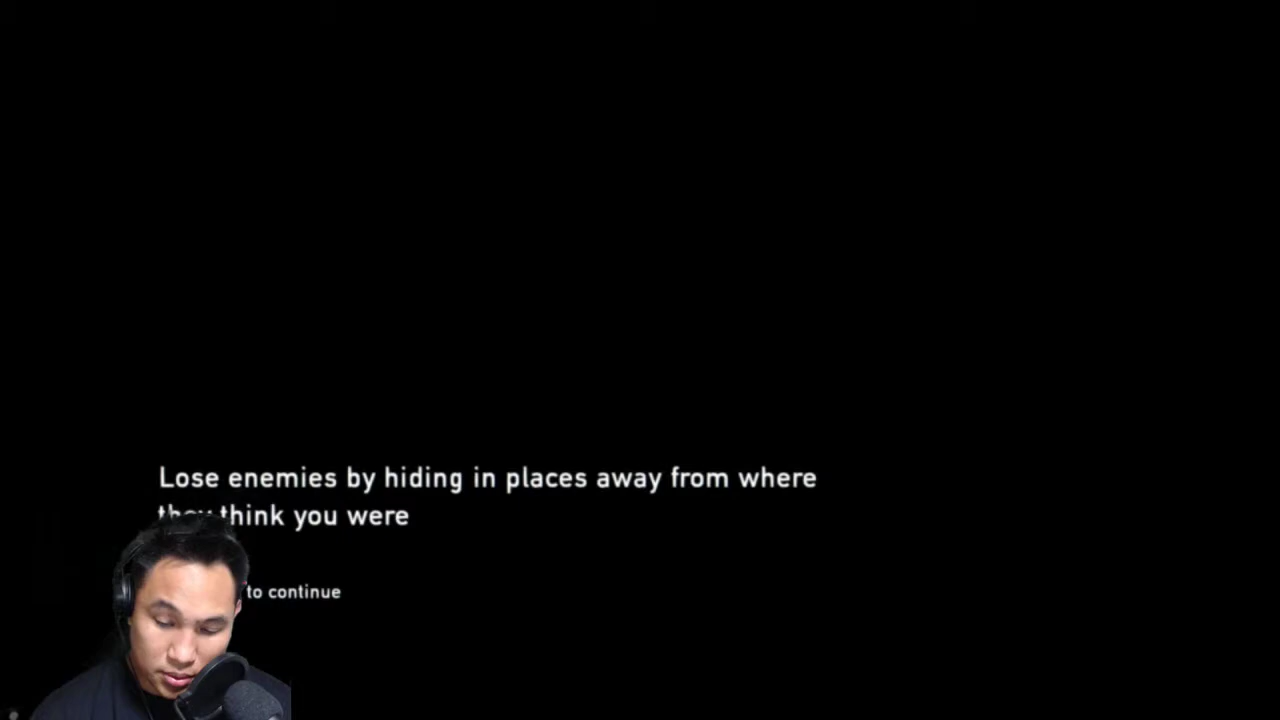 Lose enemies by hiding in places away from where
think you were
to continue